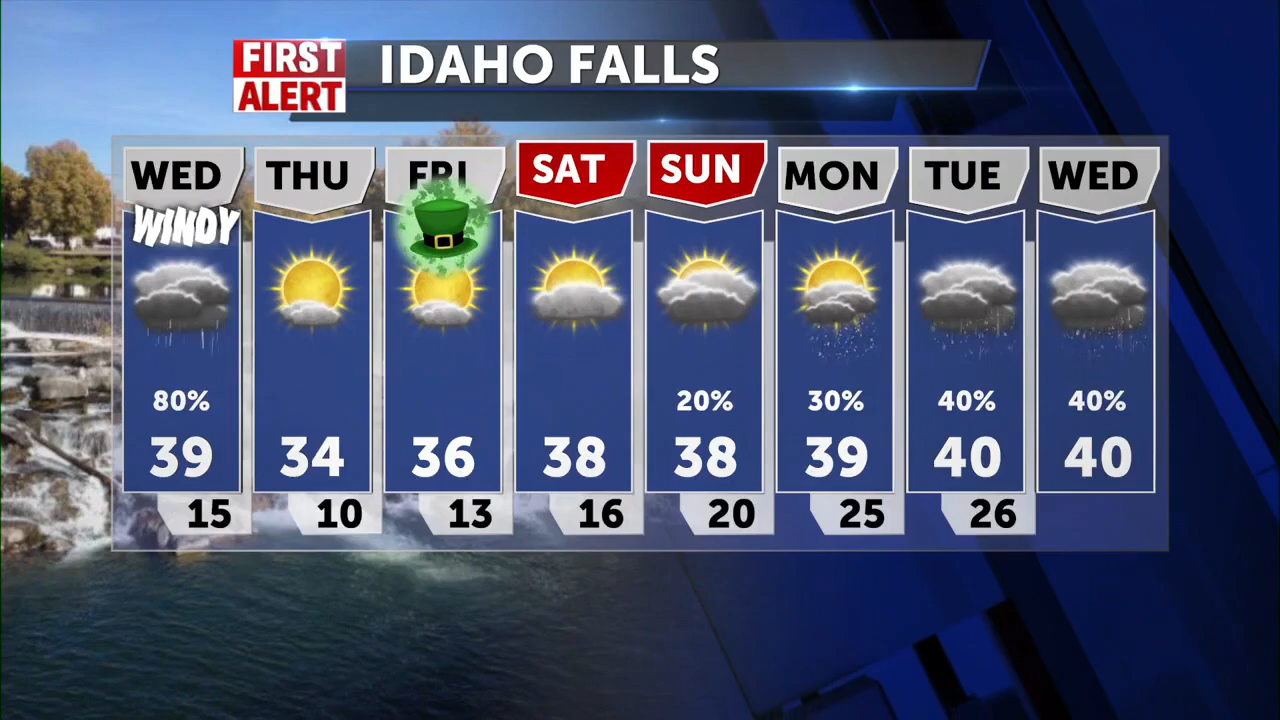 FIRST
ALERT
IDAHO FALLS
WED THU FRI SAT SUN MON TUE WED
WINDY
80% 20% 30% 40% 40%
39 34 36 38 38 39 40 40
15 10 13 16 20 25 26